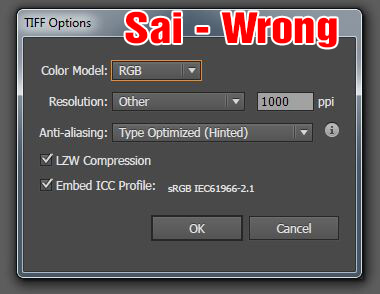 TIFF Options
Sai - Wrong
Color Model: RGB
Resolution: Other 1000 ppi
Anti-aliasing: Type Optimized (Hinted)
LZW Compression
Embed ICC Profile: sRGB IEC61966-2.1
OK Cancel